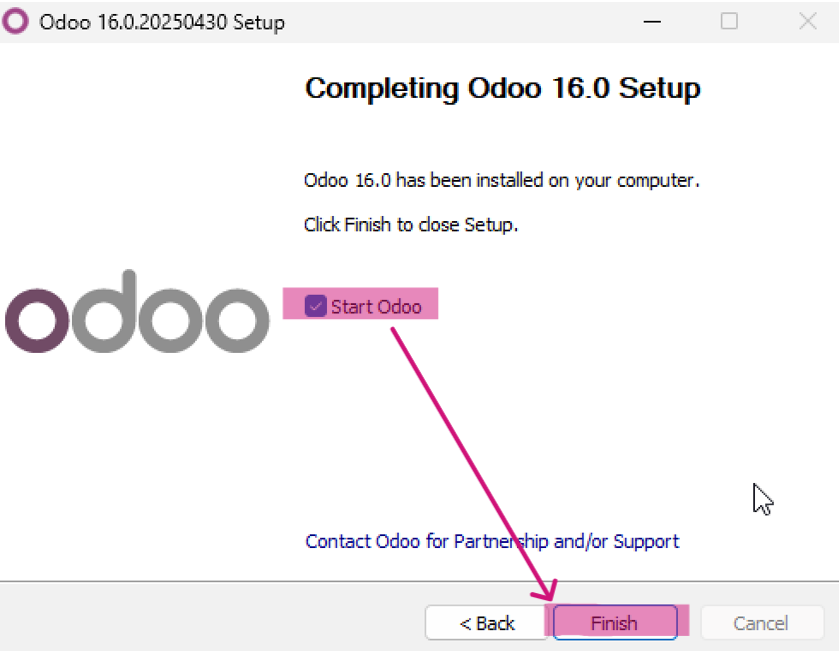 Odoo 16.0.20250430 Setup
Completing Odoo 16.0 Setup
Odoo 16.0 has been installed on your computer.
Click Finish to close Setup.
odoo
Start Odoo
Contact Odoo for Partnership and/or Support
< Back
Finish
Cancel